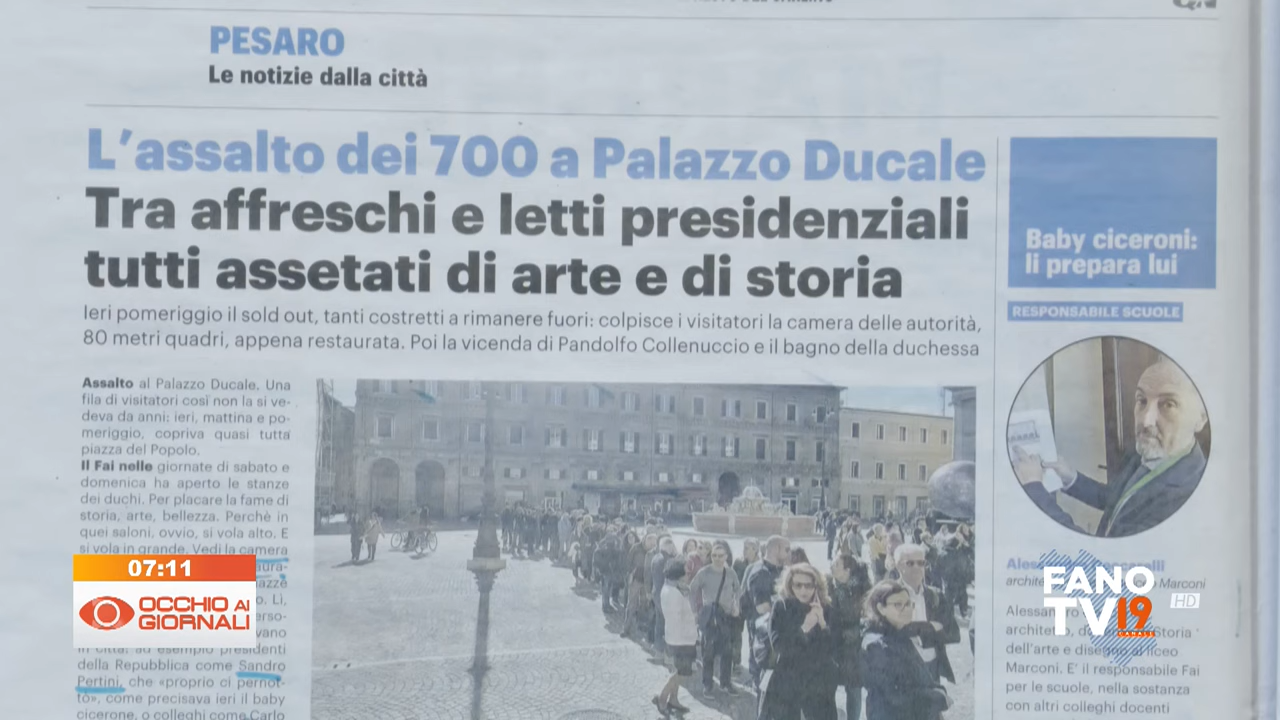 PESARO
Le notizie dalla città
L'assalto dei 700 a Palazzo Ducale
Tra affreschi e letti presidenziali
tutti assetati di arte e di storia
Ieri pomeriggio il sold out, tanti costretti a rimanere fuori: colpisce i visitatori la camera delle autorità,
80 metri quadri, appena restaurata. Poi la vicenda di Pandolfo Collenuccio e il bagno della duchessa
Assalto al Palazzo Ducale. Una
fila di visitatori così non la si ve-
deva da anni: ieri, mattina e po-
meriggio, copriva quasi tutta
piazza del Popolo.
Il Fai nelle giornate di sabato e
domenica ha aperto le stanze
dei duchi. Per placare la fame di
storia, arte, bellezza. Perchè in
quei saloni, ovvio, si vola alto. E
si vola in grande. Vedi la camera
in città: ad esempio presidenti
della Repubblica come Sandro
Pertini, che «proprio ci pernot-
tò», come precisava ieri il baby
cicerone, o colleghi come Carlo
Baby ciceroni:
li prepara lui
RESPONSABILE SCUOLE
Marconi
Alessandro
architetto,
Storia
dell'arte e disegno al liceo
Marconi. E' il responsabile Fai
per le scuole, nella sostanza
con altri colleghi docenti
07:11
OCCHIO AI
GIORNALI
FANO
TV 19
CANALE
HD